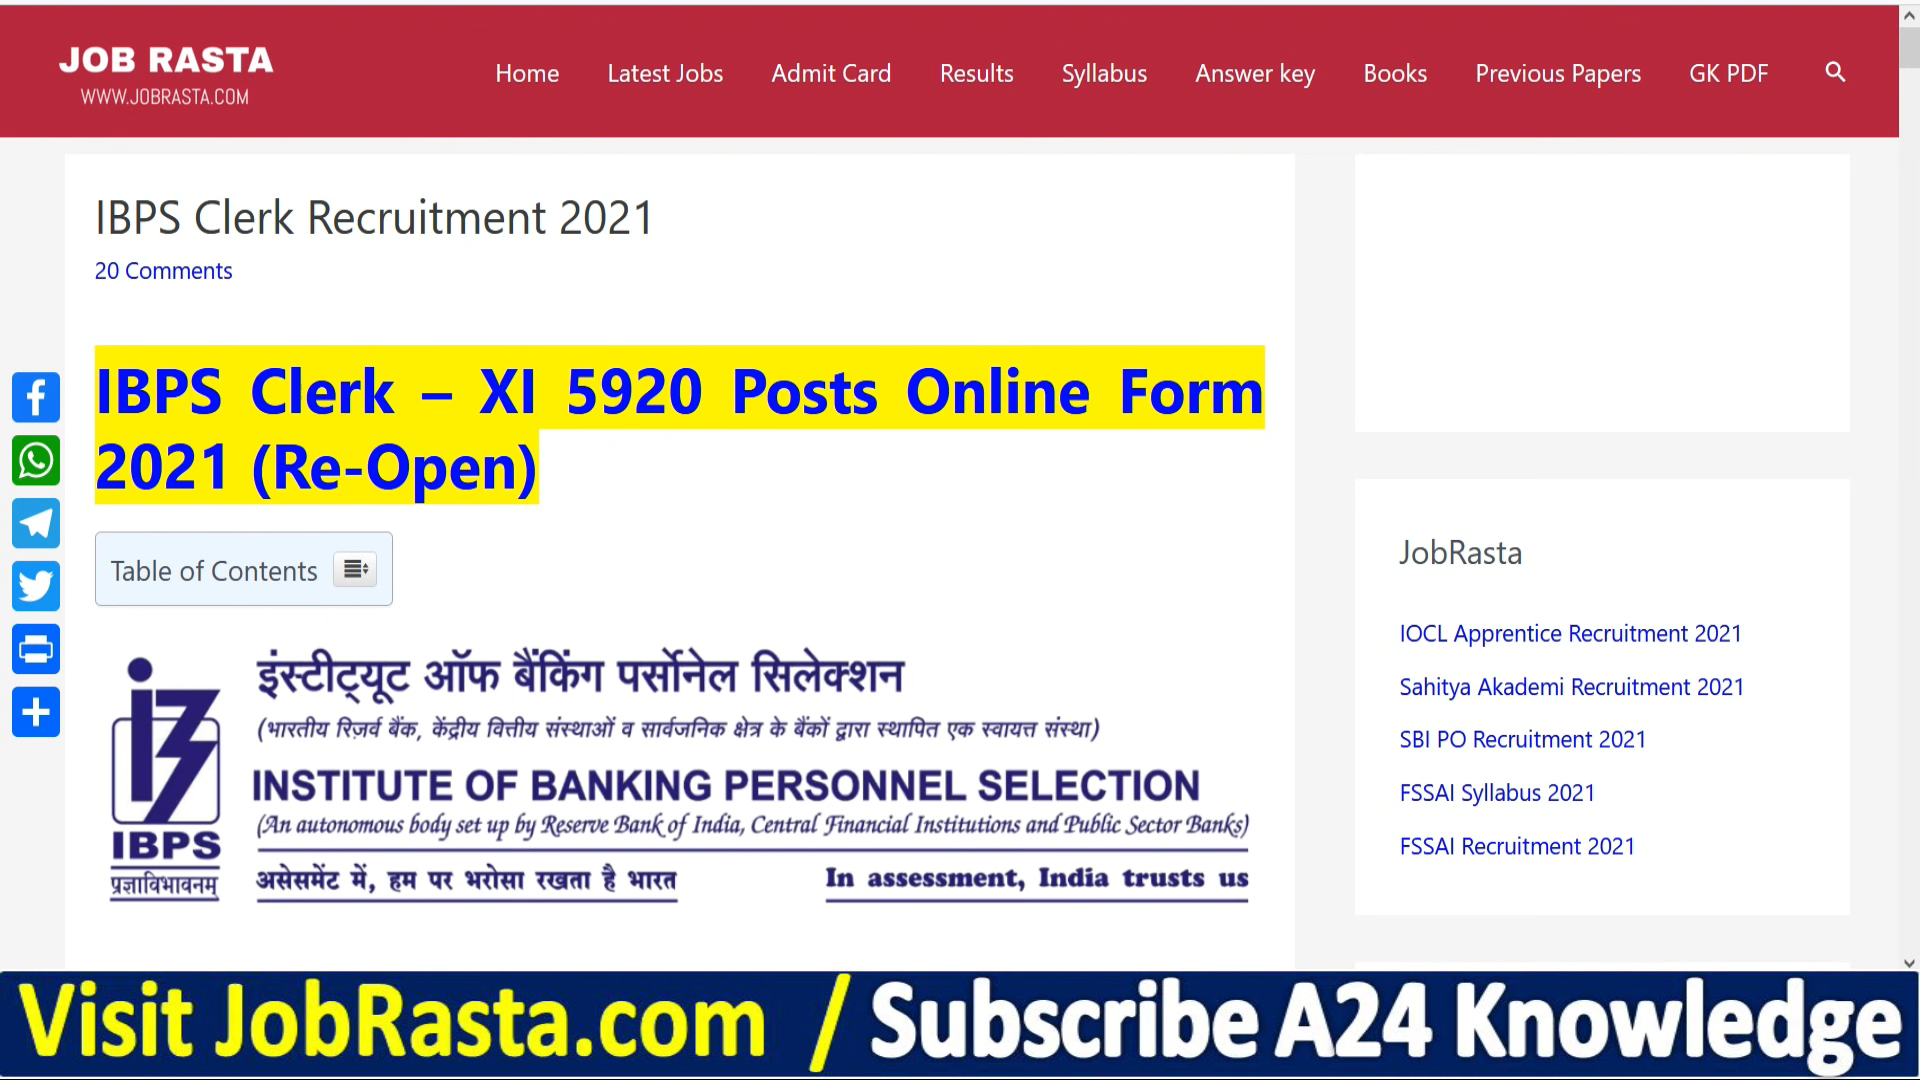 JOB RASTA
WWW.JOBRASTA.COM
Home Latest Jobs Admit Card Results Syllabus Answer key Books Previous Papers GK PDF
IBPS Clerk Recruitment 2021
20 Comments
IBPS Clerk – XI 5920 Posts Online Form
2021 (Re-Open)
Table of Contents
इंस्टीट्यूट ऑफ बैंकिंग पर्सोनेल सिलेक्शन
(भारतीय रिज़र्व बैंक, केंद्रीय वित्तीय संस्थाओं व सार्वजनिक क्षेत्र के बैंकों द्वारा स्थापित एक स्वायत्त संस्था)
INSTITUTE OF BANKING PERSONNEL SELECTION
(An autonomous body set up by Reserve Bank of India, Central Financial Institutions and Public Sector Banks)
IBPS
प्रज्ञाविभावनम्
असेसमेंट में, हम पर भरोसा रखता है भारत
In assessment, India trusts us
JobRasta
IOCL Apprentice Recruitment 2021
Sahitya Akademi Recruitment 2021
SBI PO Recruitment 2021
FSSAI Syllabus 2021
FSSAI Recruitment 2021
Visit JobRasta.com / Subscribe A24 Knowledge